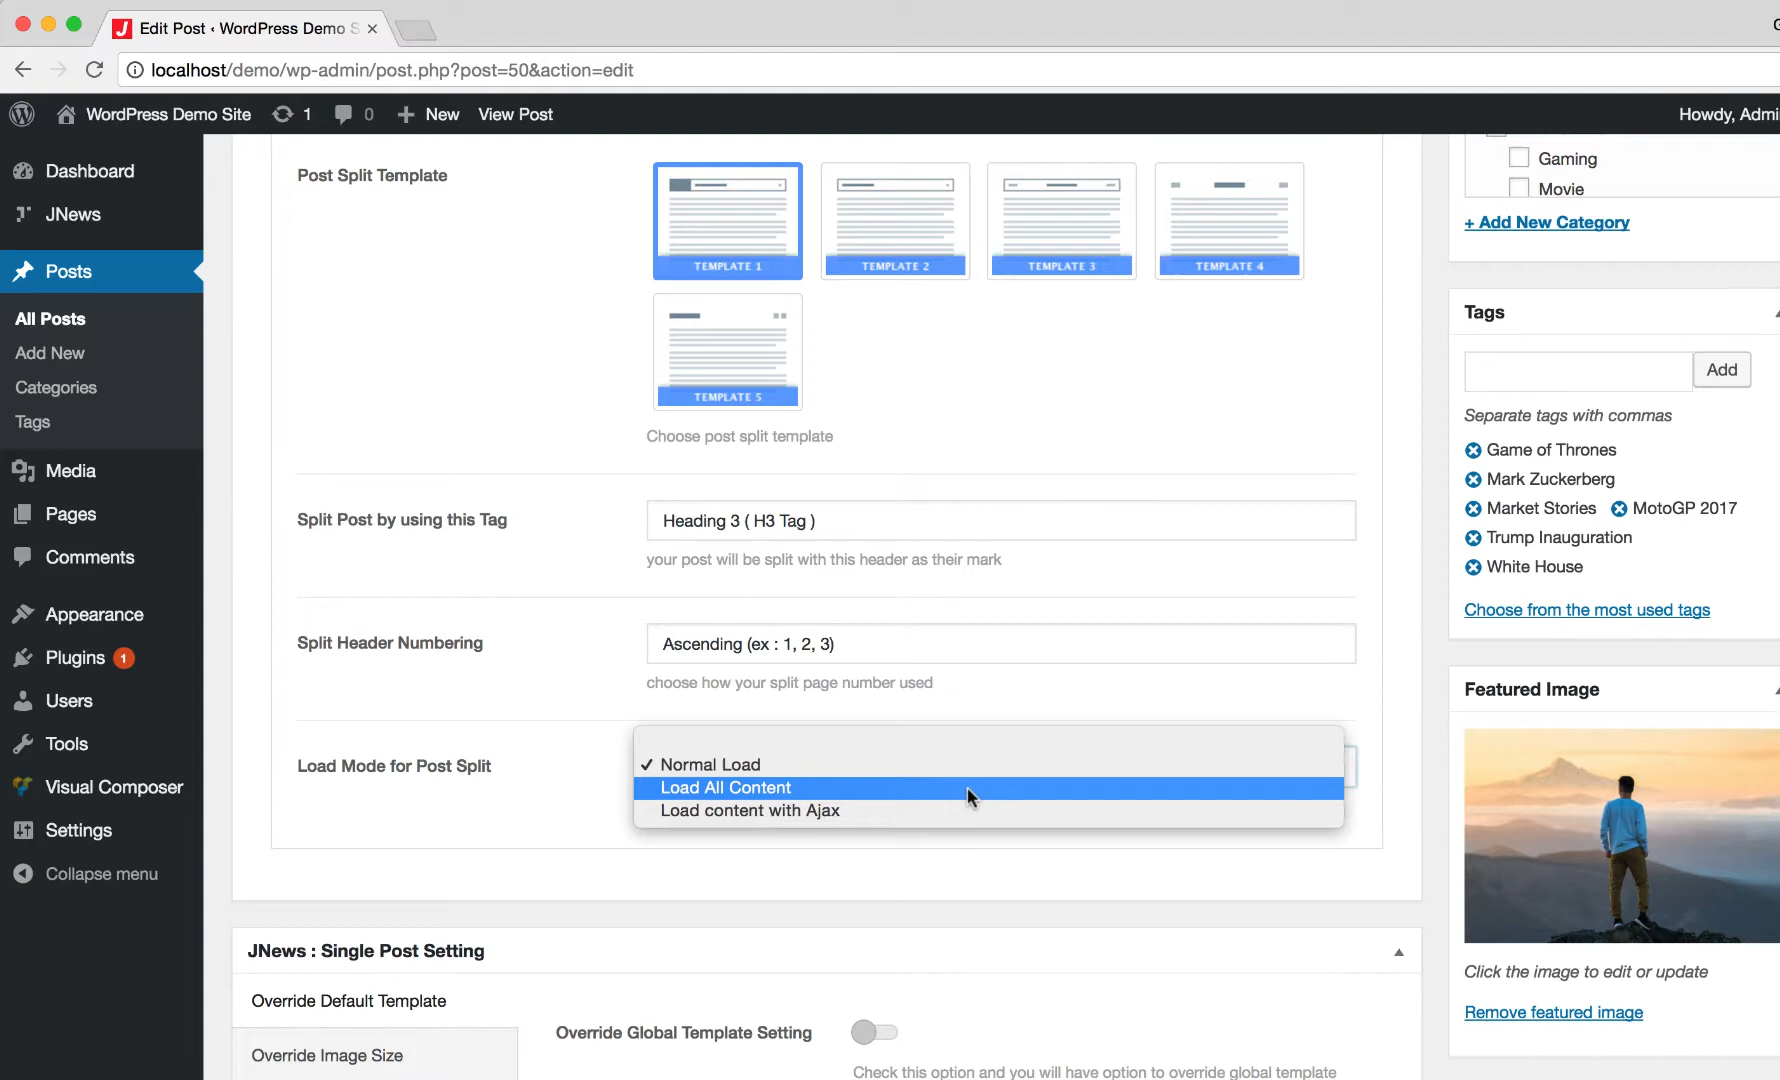 Edit Post ‹ WordPress Demo S
localhost/demo/wp-admin/post.php?post=50&action=edit
WordPress Demo Site
1
0
New
View Post
Howdy, Admi
Dashboard
JNews
Posts
All Posts
Add New
Categories
Tags
Media
Pages
Comments
Appearance
Plugins 1
Users
Tools
Visual Composer
Settings
Collapse menu
Post Split Template
TEMPLATE 1
TEMPLATE 2
TEMPLATE 3
TEMPLATE 4
TEMPLATE 5
Choose post split template
Split Post by using this Tag
Heading 3 ( H3 Tag )
your post will be split with this header as their mark
Split Header Numbering
Ascending (ex : 1, 2, 3)
choose how your split page number used
Load Mode for Post Split
✓ Normal Load
Load All Content
Load content with Ajax
JNews : Single Post Setting
Override Default Template
Override Image Size
Override Global Template Setting
Check this option and you will have option to override global template
Gaming
Movie
+ Add New Category
Tags
Add
Separate tags with commas
Game of Thrones
Mark Zuckerberg
Market Stories
MotoGP 2017
Trump Inauguration
White House
Choose from the most used tags
Featured Image
Click the image to edit or update
Remove featured image